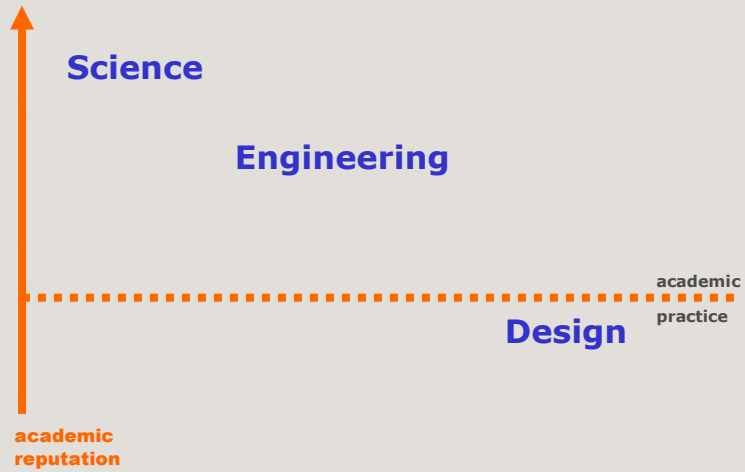 Science
Engineering
academic
practice
Design
academic
reputation